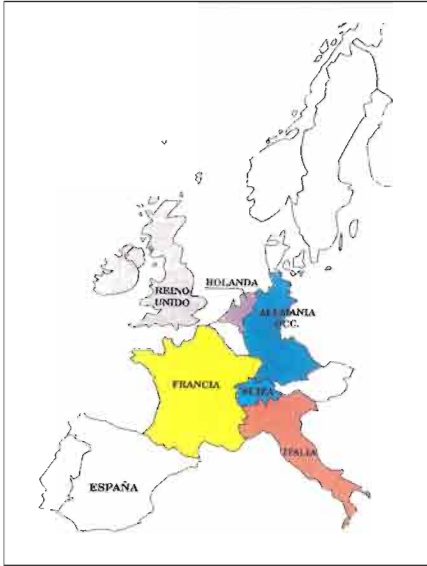 HOLANDA
REINO
UNIDO
ALEMANIA
OCC.
FRANCIA
SUIZA
ITALIA
ESPAÑA